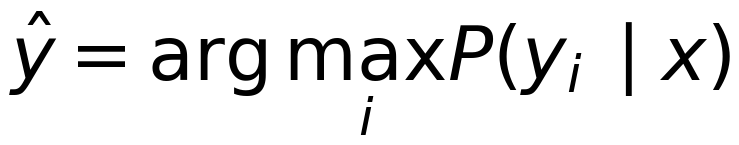 ŷ = arg max_i P(y_i | x)